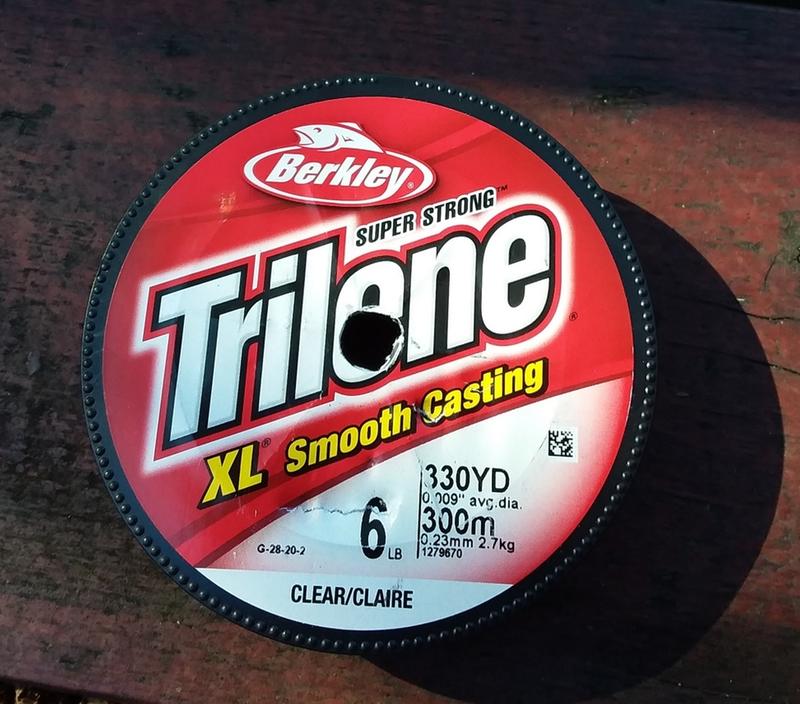 Berkley®
SUPER STRONG™
Trilene®
XL® Smooth Casting
330YD
0.009" avg.dia.
6 LB
300m
0.23mm 2.7kg
1279670
G-28-20-2
CLEAR/CLAIRE